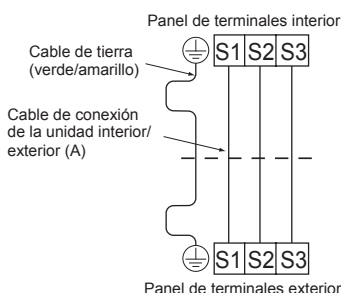 Panel de terminales interior
S1 S2 S3
Cable de tierra
(verde/amarillo)
Cable de conexión
de la unidad interior/
exterior (A)
S1 S2 S3
Panel de terminales exterior